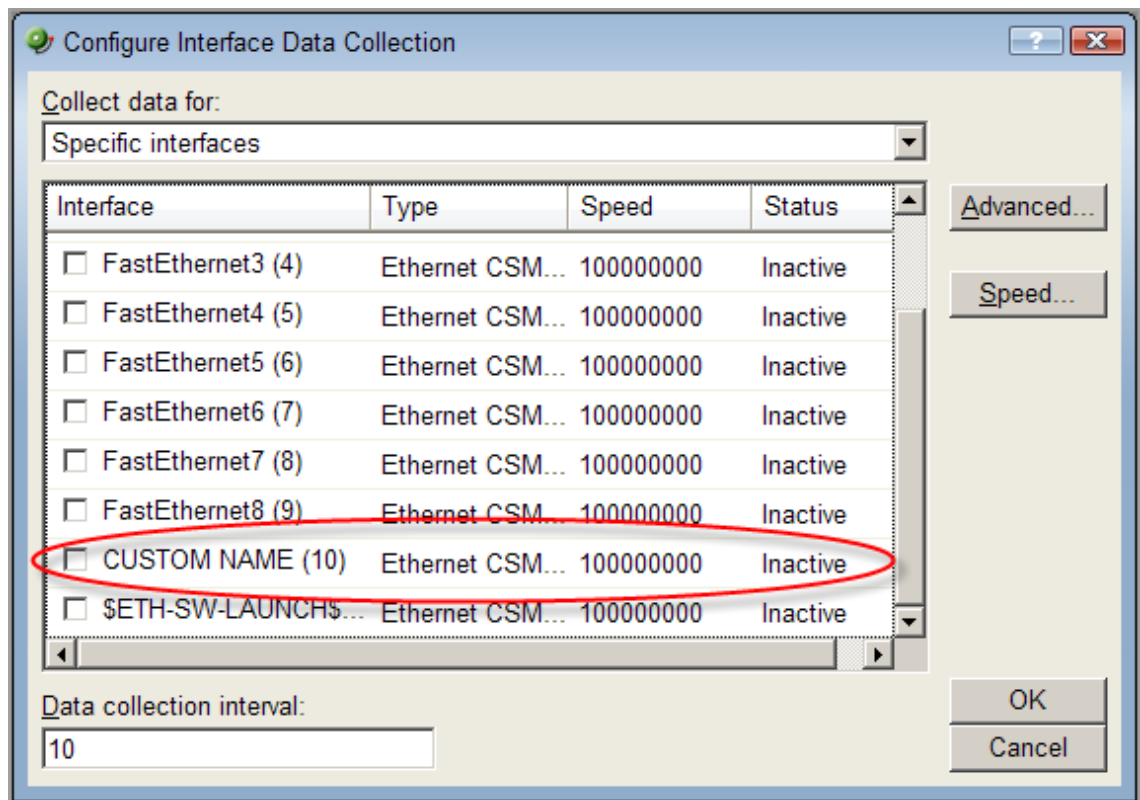 Configure Interface Data Collection
Collect data for:
Specific interfaces
Interface Type Speed Status
Advanced...
FastEthernet3 (4) Ethernet CSM... 100000000 Inactive
Speed...
FastEthernet4 (5) Ethernet CSM... 100000000 Inactive
FastEthernet5 (6) Ethernet CSM... 100000000 Inactive
FastEthernet6 (7) Ethernet CSM... 100000000 Inactive
FastEthernet7 (8) Ethernet CSM... 100000000 Inactive
FastEthernet8 (9) Ethernet CSM... 100000000 Inactive
CUSTOM NAME (10) Ethernet CSM... 100000000 Inactive
$ETH-SW-LAUNCH$... Ethernet CSM... 100000000 Inactive
Data collection interval:
10
OK
Cancel